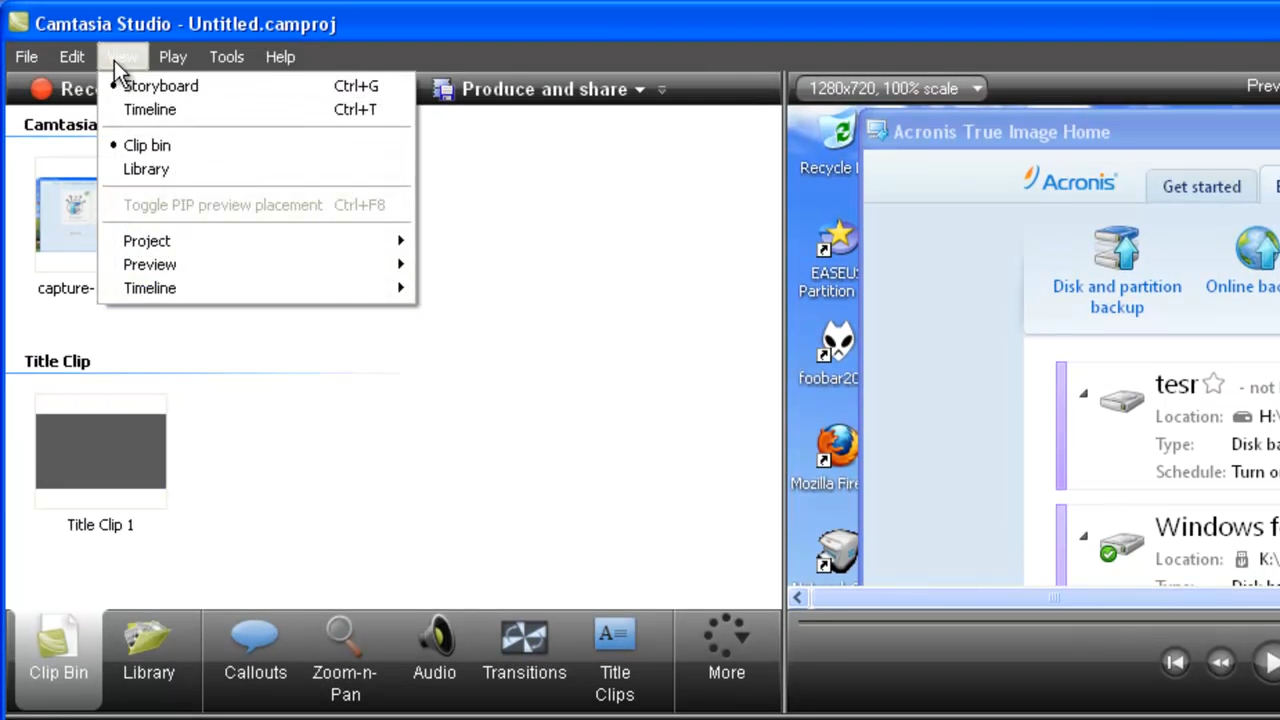 Camtasia Studio - Untitled.camproj
File Edit View Play Tools Help
Produce and share
Storyboard Ctrl+G
Timeline Ctrl+T
Clip bin
Library
Toggle PIP preview placement Ctrl+F8
Project
Preview
Timeline
Camtasia
capture-
Title Clip
Title Clip 1
Clip Bin
Library
Callouts
Zoom-n-
Pan
Audio
Transitions
Title
Clips
More
1280x720, 100% scale
Prev
Recycle
EASEUS
Partition
foobar20
Mozilla Fire
Acronis True Image Home
Acronis
Get started
Disk and partition
backup
Online bac
tesr - not
Location: H:\
Type: Disk ba
Schedule: Turn o
Windows f
Location: K:\